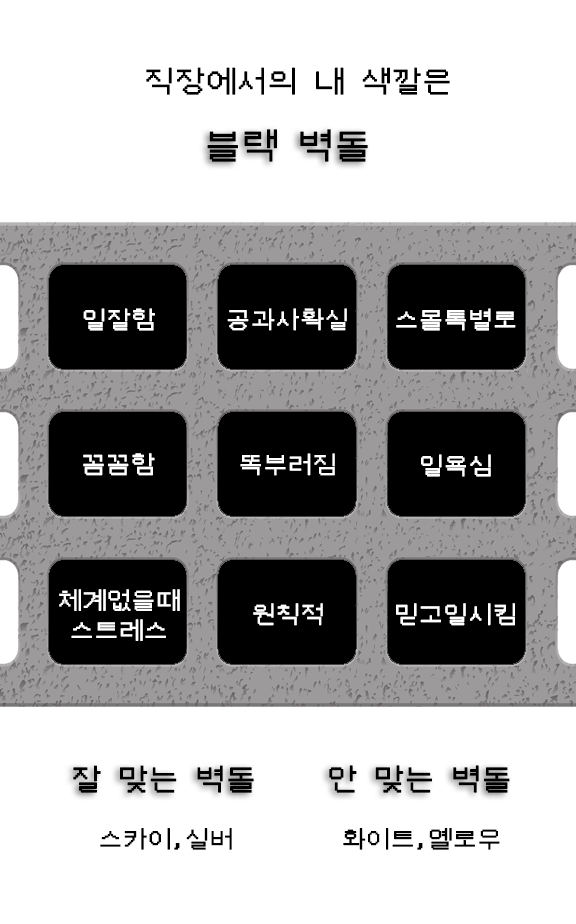 직장에서의 내 색깔은
블랙 벽돌
일잘함
공과사확실
스몰톡별로
꼼꼼함
똑부러짐
일욕심
체계없을때
스트레스
원칙적
믿고일시킴
잘 맞는 벽돌
안 맞는 벽돌
스카이,실버
화이트,옐로우